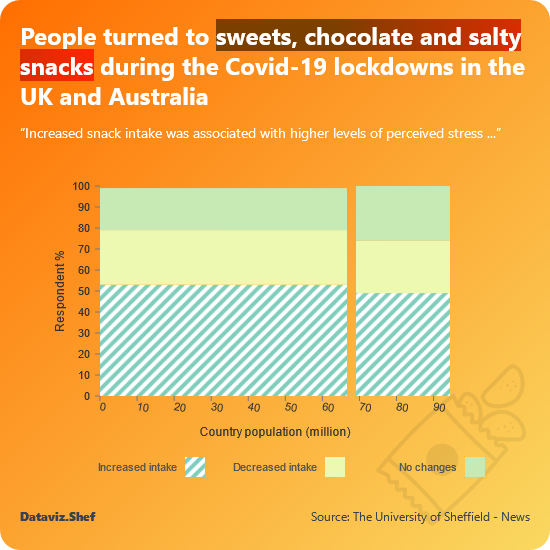 People turned to sweets, chocolate and salty
snacks during the Covid-19 lockdowns in the
UK and Australia
"Increased snack intake was associated with higher levels of perceived stress ..."
100
90
80
70
60
50
40
30
20
10
0
Respondent %
0 10 20 30 40 50 60 70 80 90
Country population (million)
Increased intake Decreased intake No changes
Dataviz.Shef Source: The University of Sheffield - News